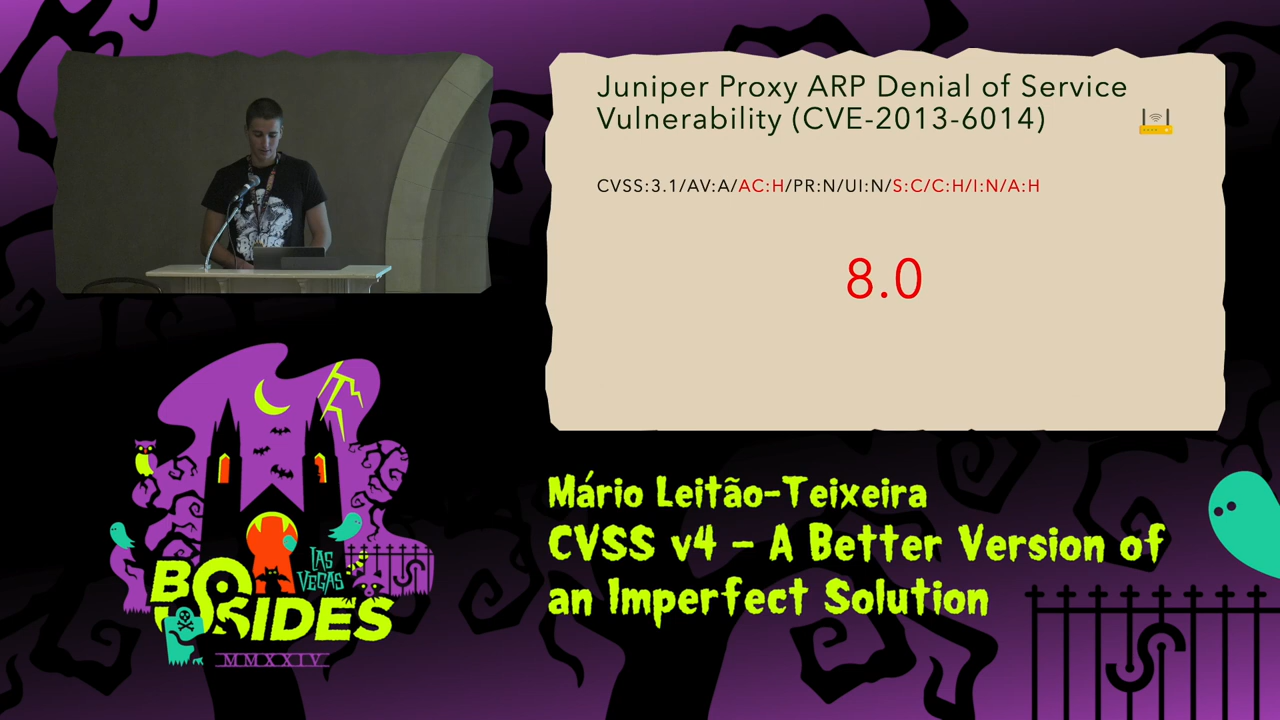 Juniper Proxy ARP Denial of Service
Vulnerability (CVE-2013-6014)
CVSS:3.1/AV:A/AC:H/PR:N/UI:N/S:C/C:H/I:N/A:H
8.0
LAS
VEGAS
BSIDES
MMXXIV
Mário Leitão-Teixeira
CVSS v4 - A Better Version of
an Imperfect Solution